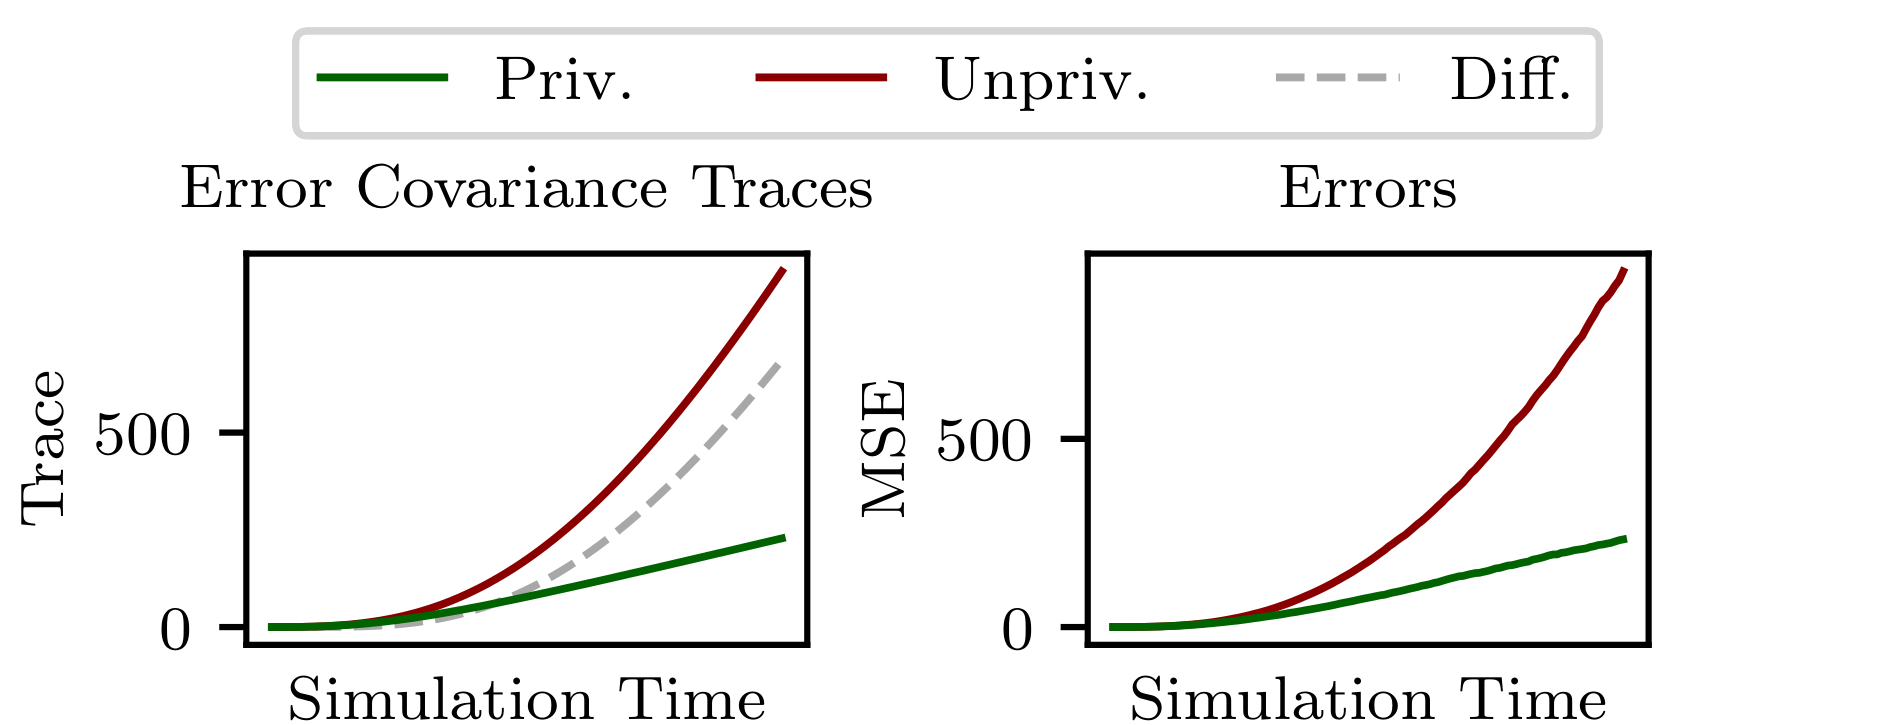 Priv. Unpriv. Diff.
Error Covariance Traces
Trace
500
0
Simulation Time
Errors
MSE
500
0
Simulation Time